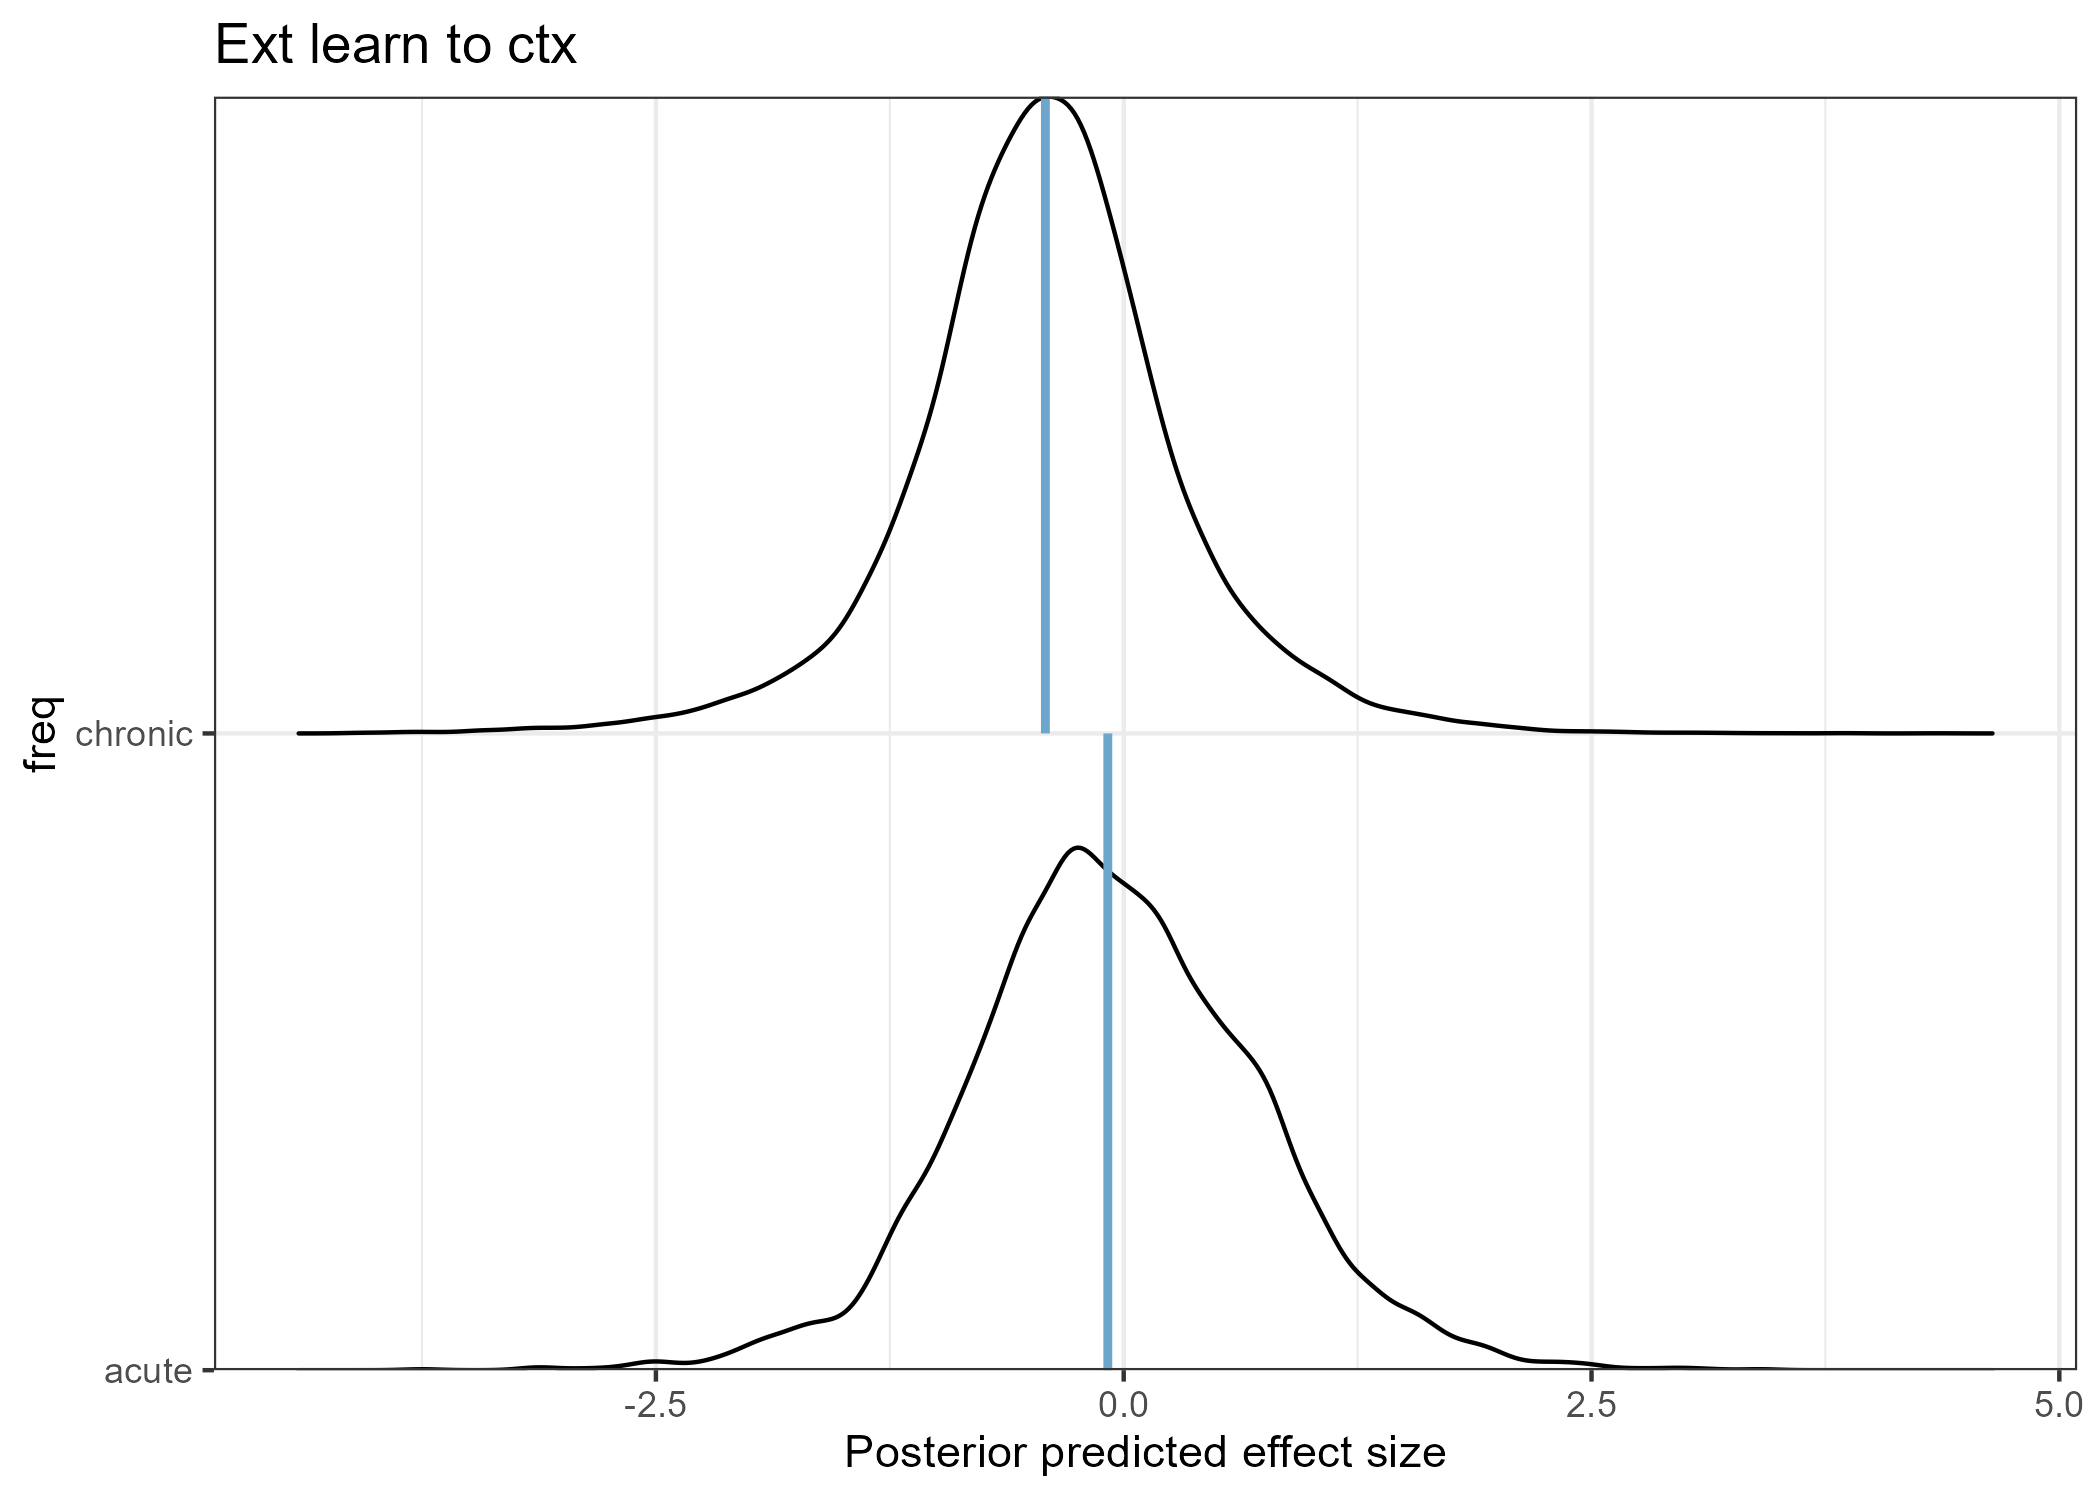 Ext learn to ctx
freq
chronic
acute
-2.5 0.0 2.5 5.0
Posterior predicted effect size